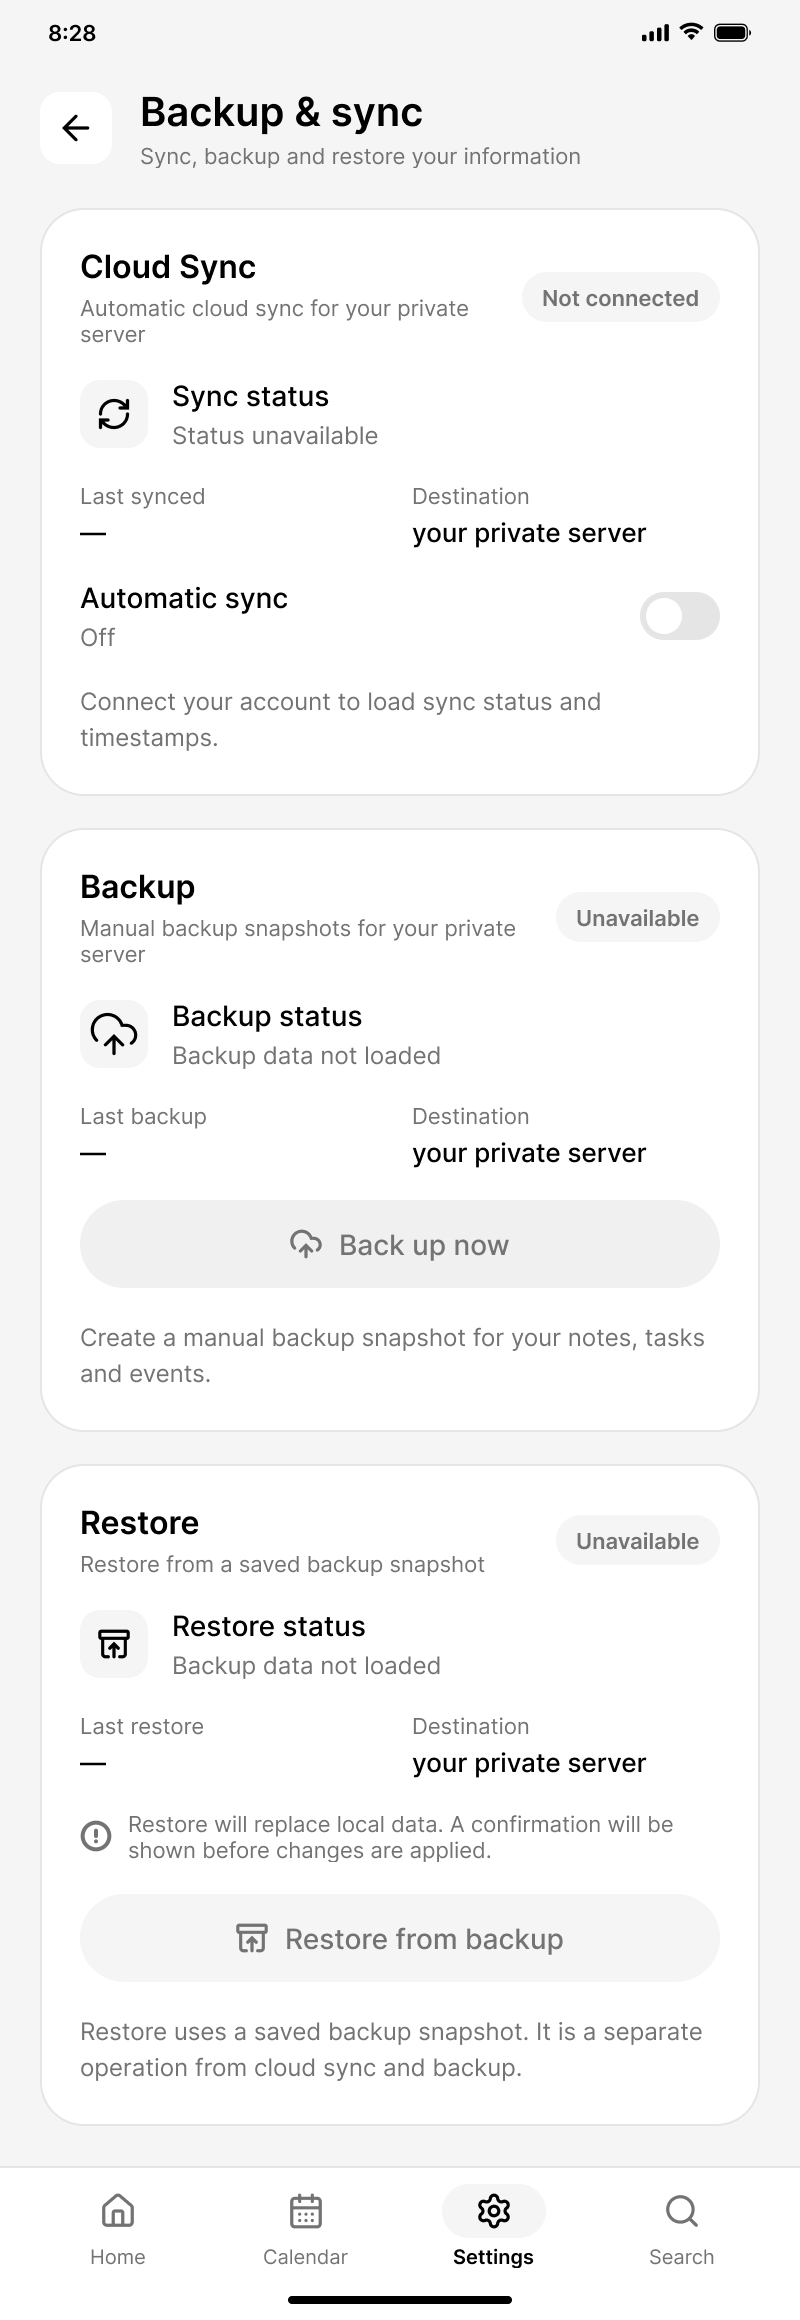 8:28
Backup & sync
Sync, backup and restore your information
Cloud Sync
Automatic cloud sync for your private
server
Not connected
Sync status
Status unavailable
Last synced
—
Destination
your private server
Automatic sync
Off
Connect your account to load sync status and
timestamps.
Backup
Manual backup snapshots for your private
server
Unavailable
Backup status
Backup data not loaded
Last backup
—
Destination
your private server
Back up now
Create a manual backup snapshot for your notes, tasks
and events.
Restore
Restore from a saved backup snapshot
Unavailable
Restore status
Backup data not loaded
Last restore
—
Destination
your private server
Restore will replace local data. A confirmation will be
shown before changes are applied.
Restore from backup
Restore uses a saved backup snapshot. It is a separate
operation from cloud sync and backup.
Home
Calendar
Settings
Search